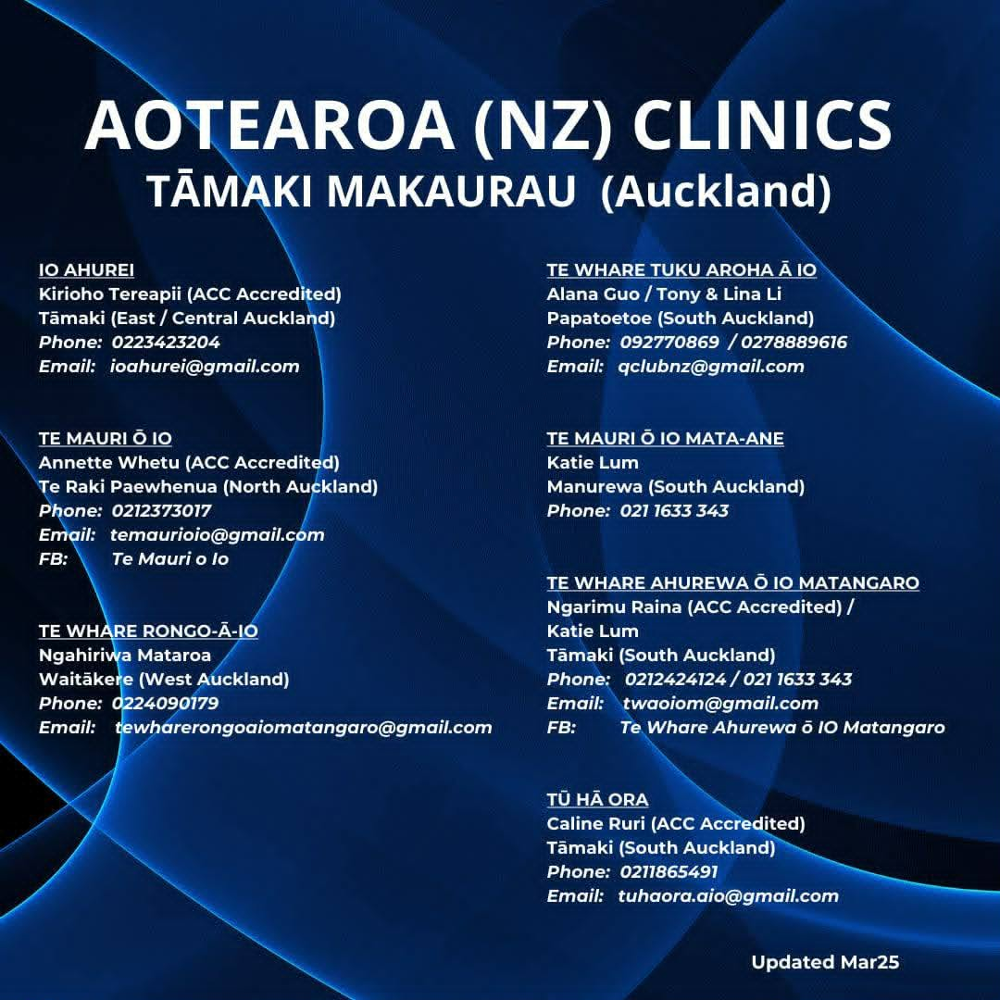 AOTEAROA (NZ) CLINICS
TĀMAKI MAKAURAU (Auckland)
IO AHUREI
Kirioho Tereapii (ACC Accredited)
Tāmaki (East / Central Auckland)
Phone: 0223423204
Email: ioahurei@gmail.com
TE MAURI Ō IO
Annette Whetu (ACC Accredited)
Te Raki Paewhenua (North Auckland)
Phone: 0212373017
Email: temaurioio@gmail.com
FB: Te Mauri o Io
TE WHARE RONGO-Ā-IO
Ngahiriwa Mataroa
Waitākere (West Auckland)
Phone: 0224090179
Email: tewharerongoaiomatangaro@gmail.com
TE WHARE TUKU AROHA Ā IO
Alana Guo / Tony & Lina Li
Papatoetoe (South Auckland)
Phone: 092770869 / 0278889616
Email: qclubnz@gmail.com
TE MAURI Ō IO MATA-ANE
Katie Lum
Manurewa (South Auckland)
Phone: 021 1633 343
TE WHARE AHUREWA Ō IO MATANGARO
Ngarimu Raina (ACC Accredited) /
Katie Lum
Tāmaki (South Auckland)
Phone: 0212424124 / 021 1633 343
Email: twaoiom@gmail.com
FB: Te Whare Ahurewa ō IO Matangaro
TŪ HĀ ORA
Caline Ruri (ACC Accredited)
Tāmaki (South Auckland)
Phone: 0211865491
Email: tuhaora.aio@gmail.com
Updated Mar25